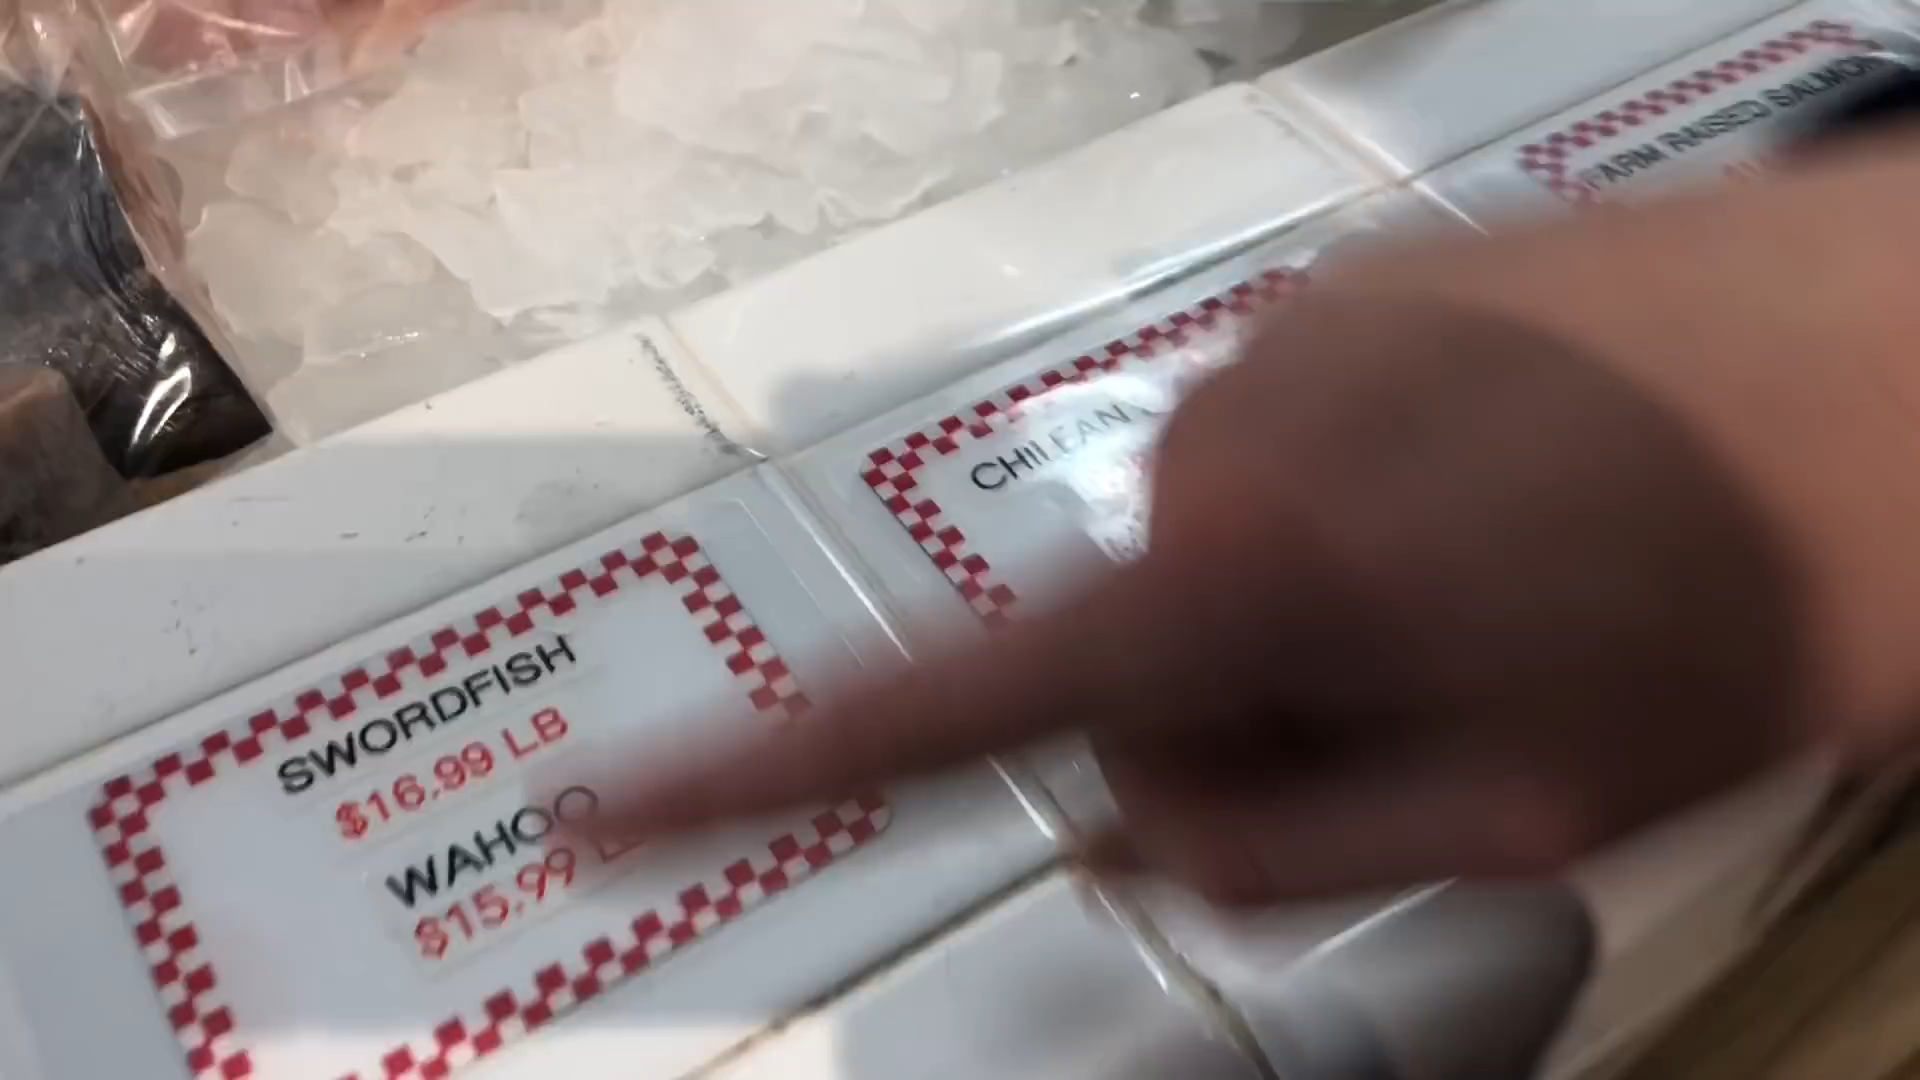 SWORDFISH
$16.99 LB
WAHOO
$15.99
CHILEAN
FARM RAISED SALMON